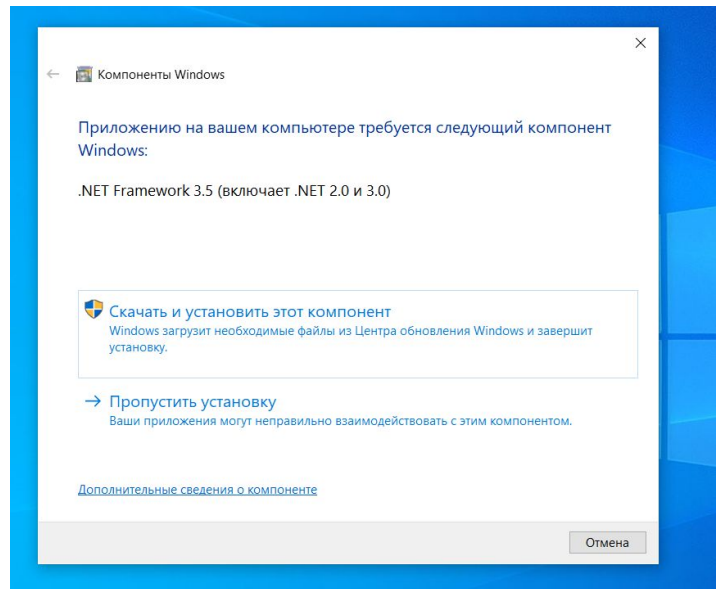 Компоненты Windows
Приложению на вашем компьютере требуется следующий компонент
Windows:
.NET Framework 3.5 (включает .NET 2.0 и 3.0)
Скачать и установить этот компонент
Windows загрузит необходимые файлы из Центра обновления Windows и завершит
установку.
Пропустить установку
Ваши приложения могут неправильно взаимодействовать с этим компонентом.
Дополнительные сведения о компоненте
Отмена